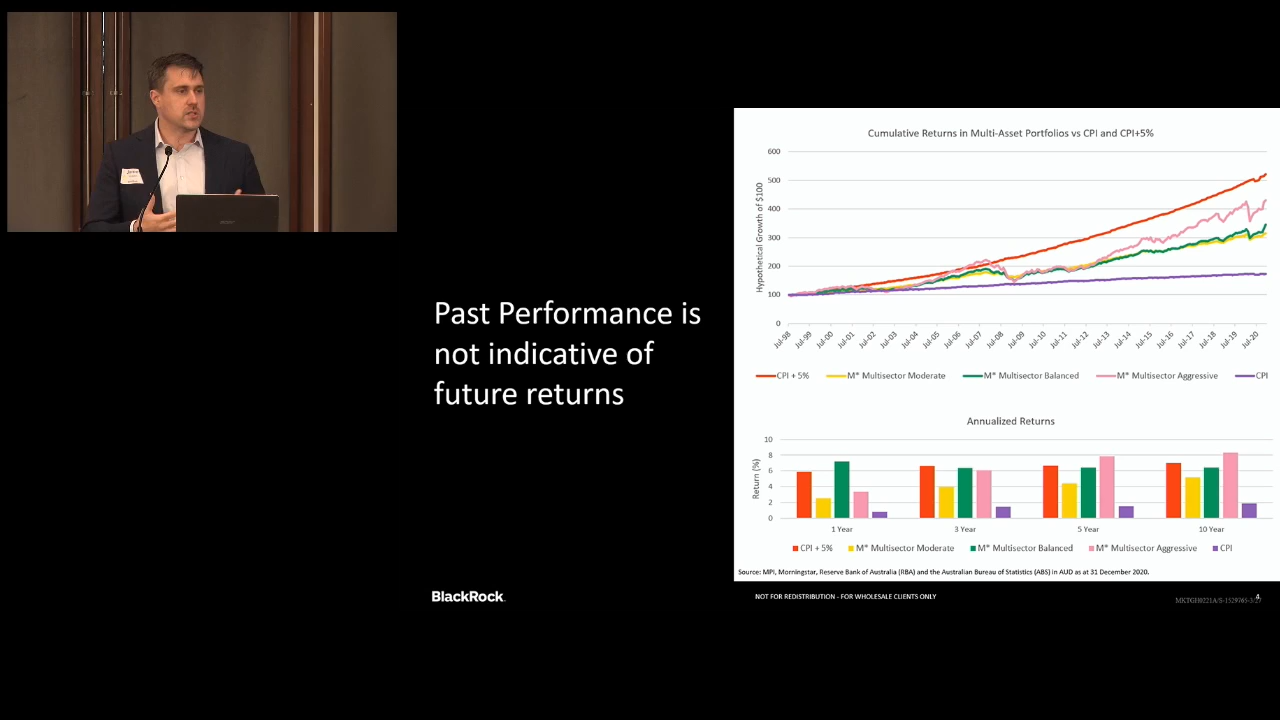 Past Performance is
not indicative of
future returns
BlackRock.
Cumulative Returns in Multi-Asset Portfolios vs CPI and CPI+5%
Hypothetical Growth of $100
600
500
400
300
200
100
0
Jul-98 Jul-99 Jul-00 Jul-01 Jul-02 Jul-03 Jul-04 Jul-05 Jul-06 Jul-07 Jul-08 Jul-09 Jul-10 Jul-11 Jul-12 Jul-13 Jul-14 Jul-15 Jul-16 Jul-17 Jul-18 Jul-19 Jul-20
CPI + 5% M* Multisector Moderate M* Multisector Balanced M* Multisector Aggressive CPI
Annualized Returns
Return (%)
10
8
6
4
2
0
1 Year 3 Year 5 Year 10 Year
CPI + 5% M* Multisector Moderate M* Multisector Balanced M* Multisector Aggressive CPI
Source: MPI, Morningstar, Reserve Bank of Australia (RBA) and the Australian Bureau of Statistics (ABS) in AUD as at 31 December 2020.
NOT FOR REDISTRIBUTION - FOR WHOLESALE CLIENTS ONLY
4